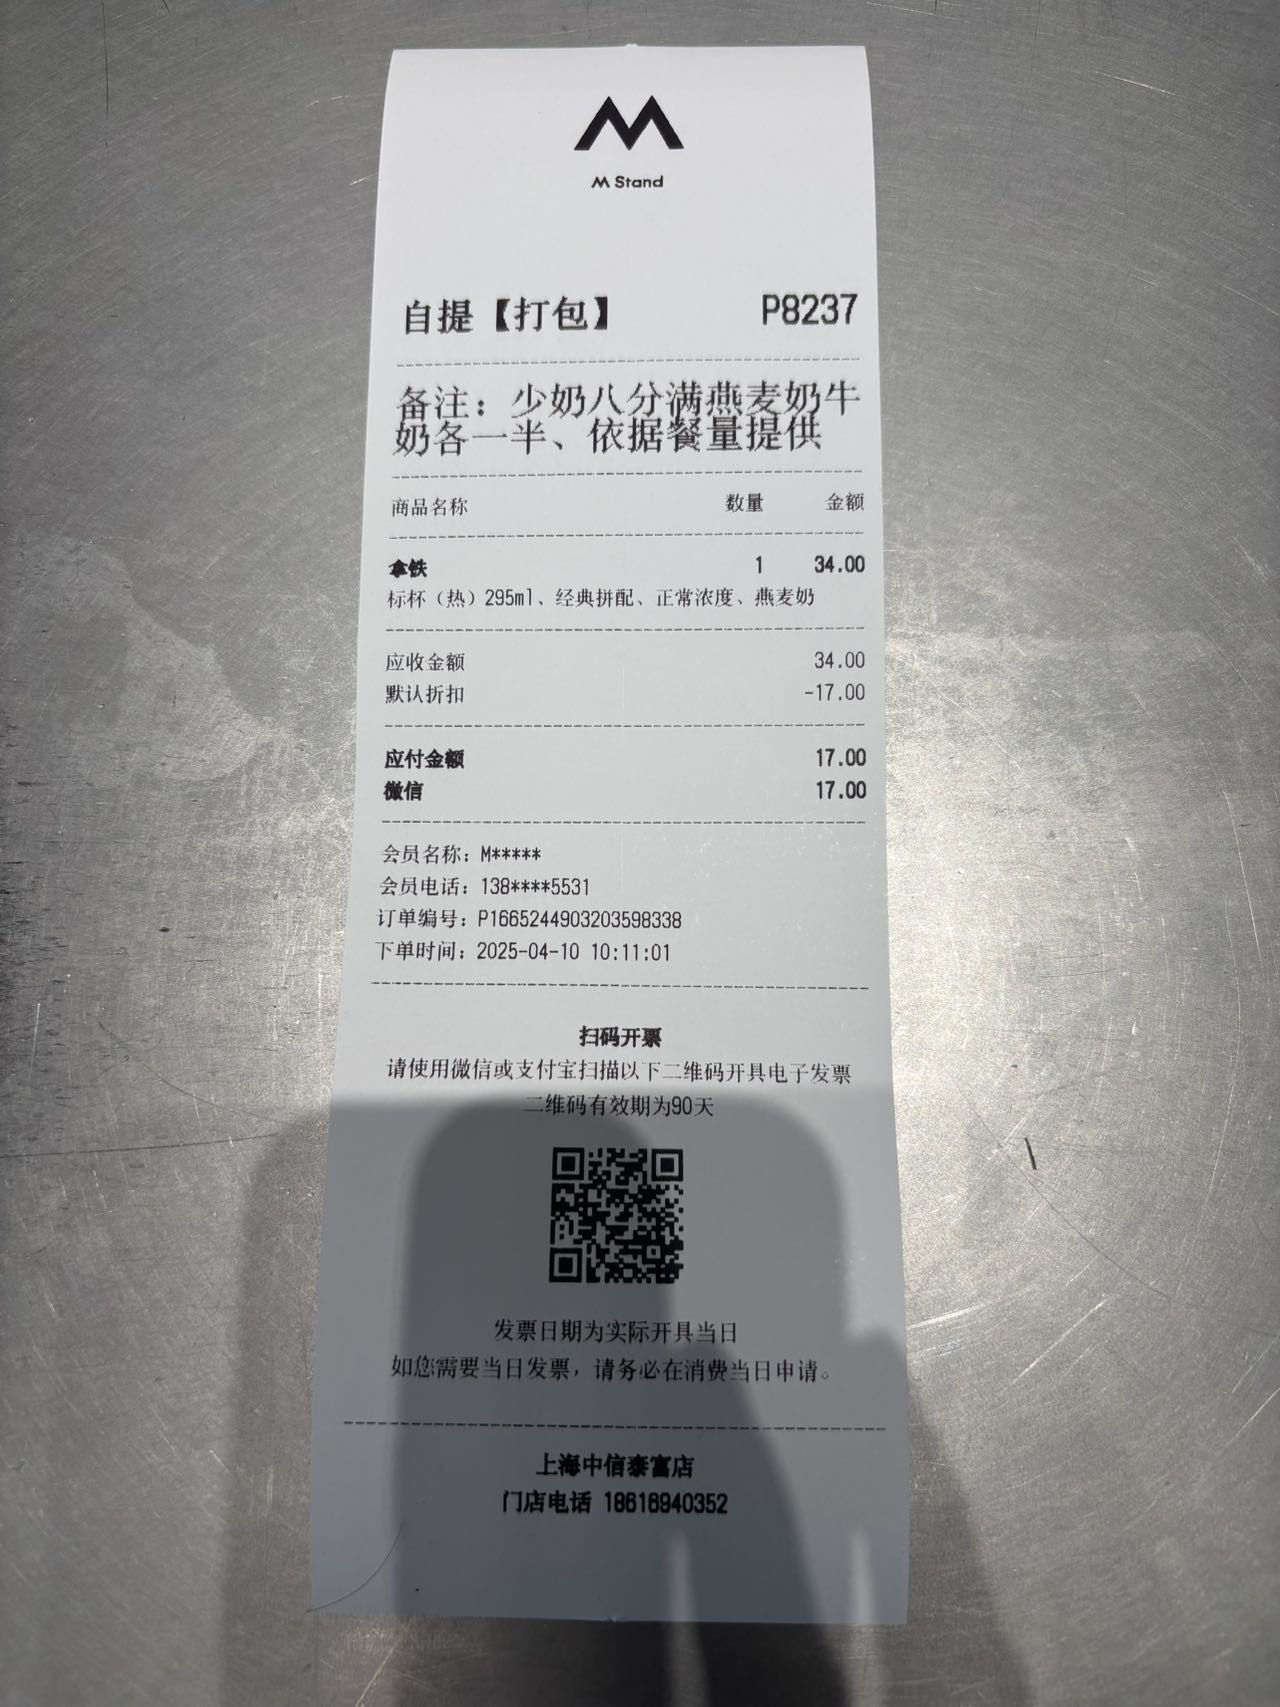 M Stand
自提【打包】 P8237
备注：少奶八分满燕麦奶牛
奶各一半、依据餐量提供
商品名称 数量 金额
拿铁 1 34.00
标杯（热）295ml、经典拼配、正常浓度、燕麦奶
应收金额 34.00
默认折扣 -17.00
应付金额 17.00
微信 17.00
会员名称：M*****
会员电话：138****5531
订单编号：P1665244903203598338
下单时间：2025-04-10 10:11:01
扫码开票
请使用微信或支付宝扫描以下二维码开具电子发票
二维码有效期为90天
发票日期为实际开具当日
如您需要当日发票，请务必在消费当日申请。
上海中信泰富店
门店电话 18616940352